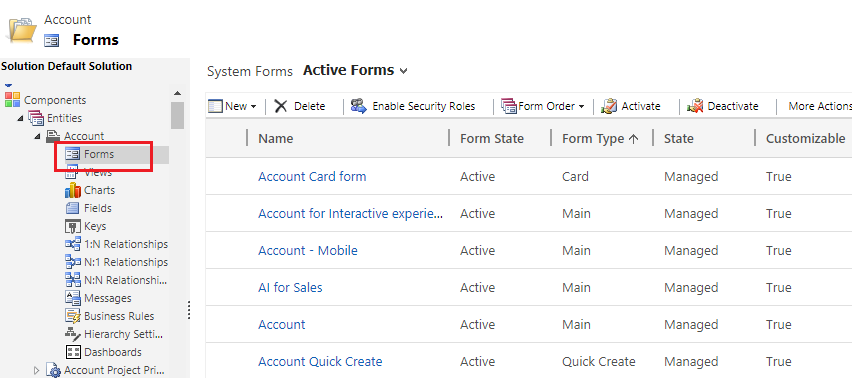 Account
Forms
Solution Default Solution
Components
Entities
Account
Forms
Views
Charts
Fields
Keys
1:N Relationships
N:1 Relationships
N:N Relationshi...
Messages
Business Rules
Hierarchy Setti...
Dashboards
Account Project Pri...
System Forms Active Forms
New Delete Enable Security Roles Form Order Activate Deactivate More Actions
Name Form State Form Type State Customizable
Account Card form Active Card Managed True
Account for Interactive experie... Active Main Managed True
Account - Mobile Active Main Managed True
AI for Sales Active Main Managed True
Account Active Main Managed True
Account Quick Create Active Quick Create Managed True